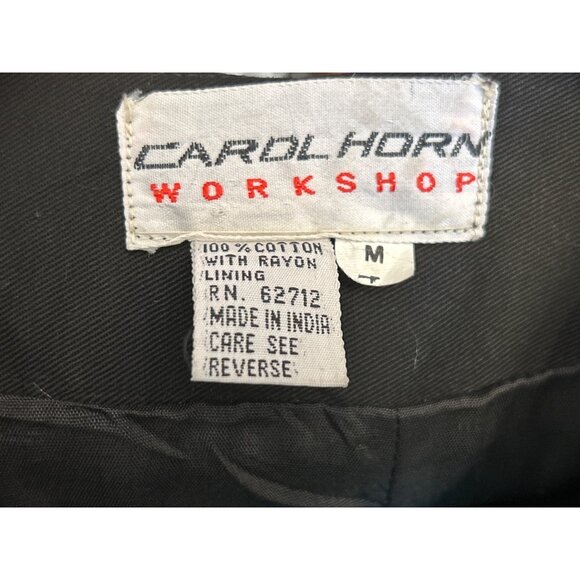 CAROL HORN
WORKSHOP
100% COTTON
WITH RAYON
LINING
RN. 62712
MADE IN INDIA
CARE SEE
REVERSE
M